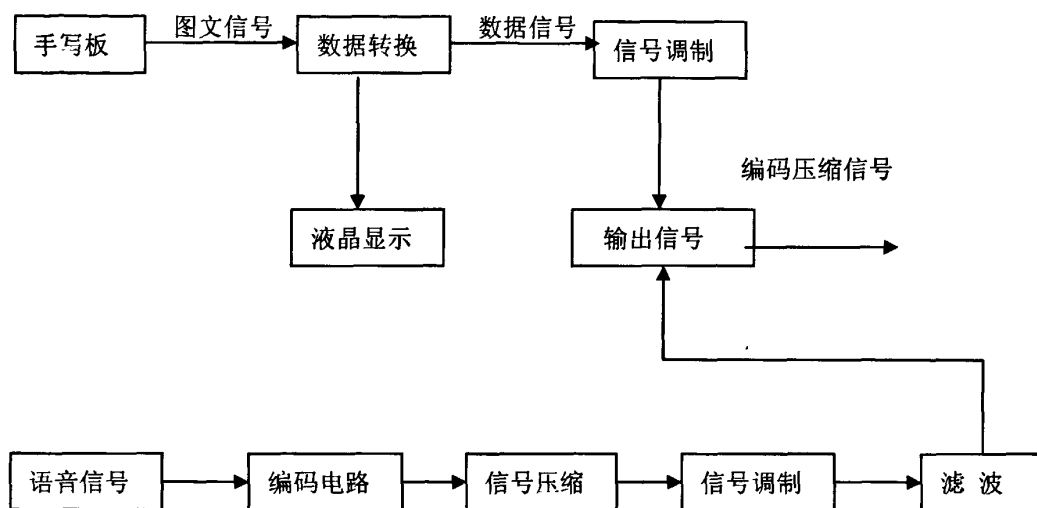 手写板
图文信号
数据转换
数据信号
信号调制
编码压缩信号
液晶显示
输出信号
语音信号
编码电路
信号压缩
信号调制
滤 波